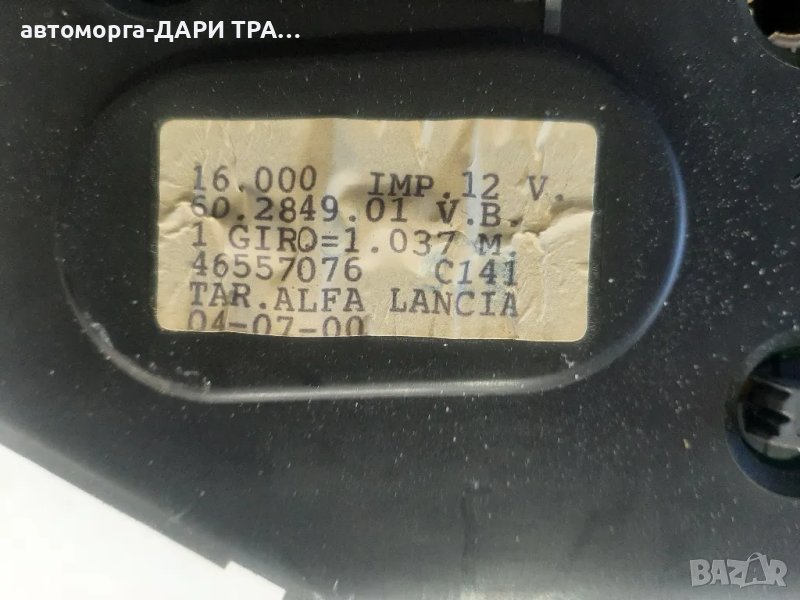 автоморга-ДАРИ ТРА...
16.000 IMP.12 V.
60.2849.01 V.B.
1 GIRO=1.037 M.
46557076 C141
TAR.ALFA LANCIA
04-07-00
BAZAR